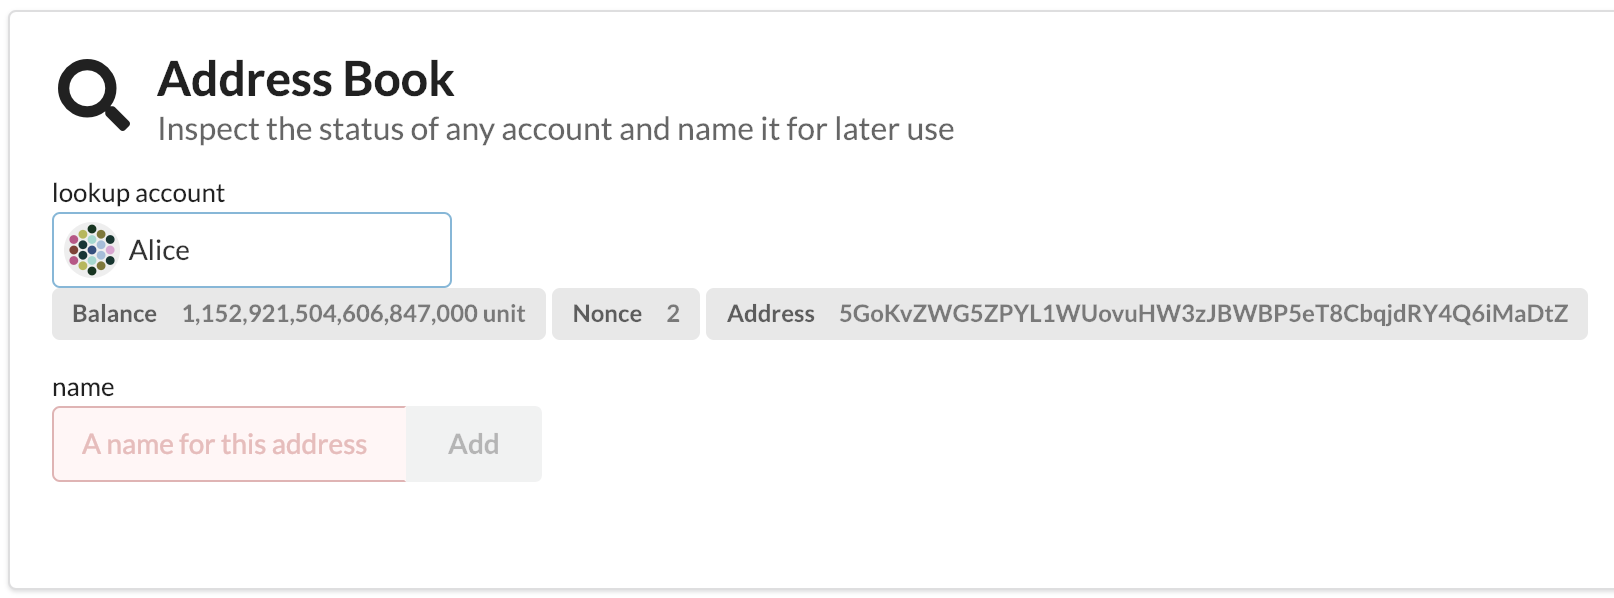 Address Book
Inspect the status of any account and name it for later use
lookup account
Alice
Balance 1,152,921,504,606,847,000 unit Nonce 2 Address 5GoKvZWG5ZPYL1WUovuHW3zJBWBP5eT8CbqjdRY4Q6iMaDtZ
name
A name for this address Add